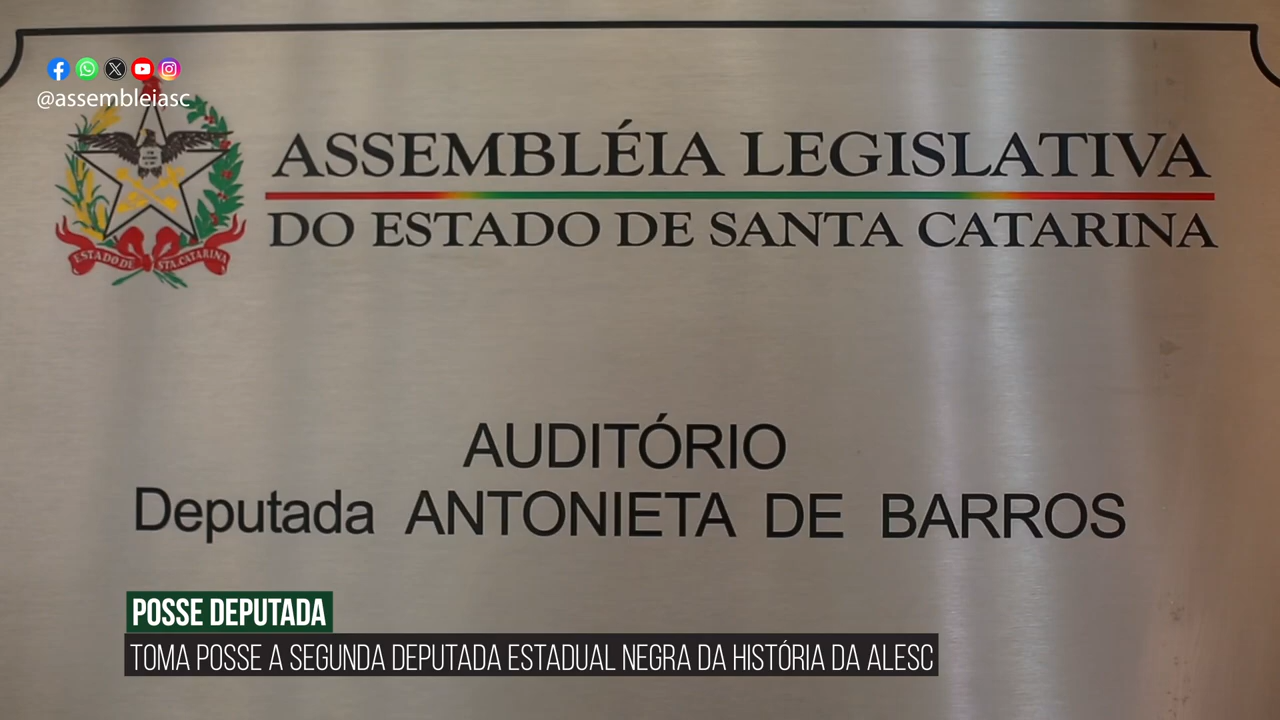 @assembleiasc
ASSEMBLÉIA LEGISLATIVA
DO ESTADO DE SANTA CATARINA
ESTADO DE STA. CATARINA
AUDITÓRIO
Deputada ANTONIETA DE BARROS
POSSE DEPUTADA
TOMA POSSE A SEGUNDA DEPUTADA ESTADUAL NEGRA DA HISTÓRIA DA ALESC